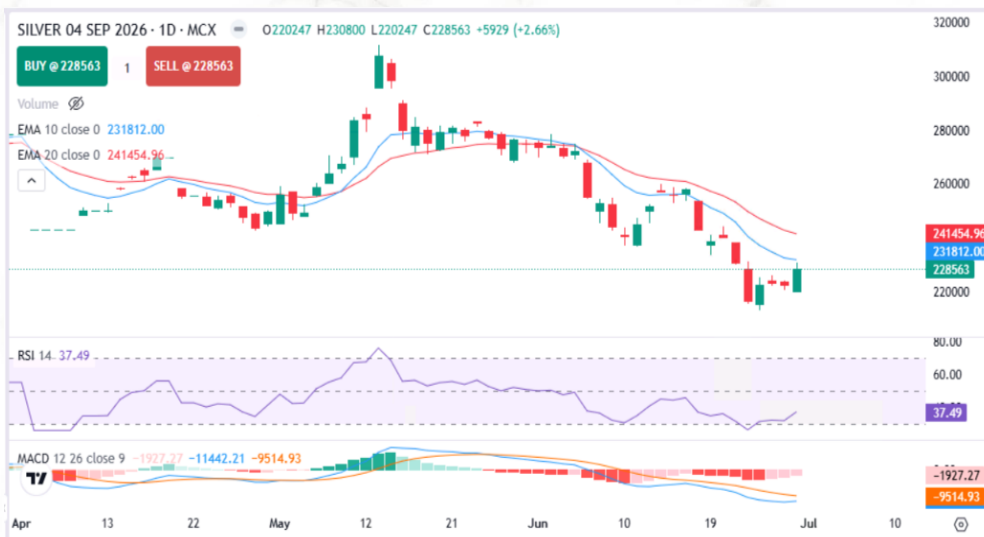 SILVER 04 SEP 2026 · 1D · MCX O220247 H230800 L220247 C228563 +5929 (+2.66%)
BUY @ 228563 1 SELL @ 228563
Volume
EMA 10 close 0 231812.00
EMA 20 close 0 241454.96
320000
300000
280000
260000
241454.96
231812.00
228563
220000
RSI 14 37.49
80.00
60.00
37.49
MACD 12 26 close 9 -1927.27 -11442.21 -9514.93
-1927.27
-9514.93
Apr 13 22 May 12 21 Jun 10 19 Jul 10